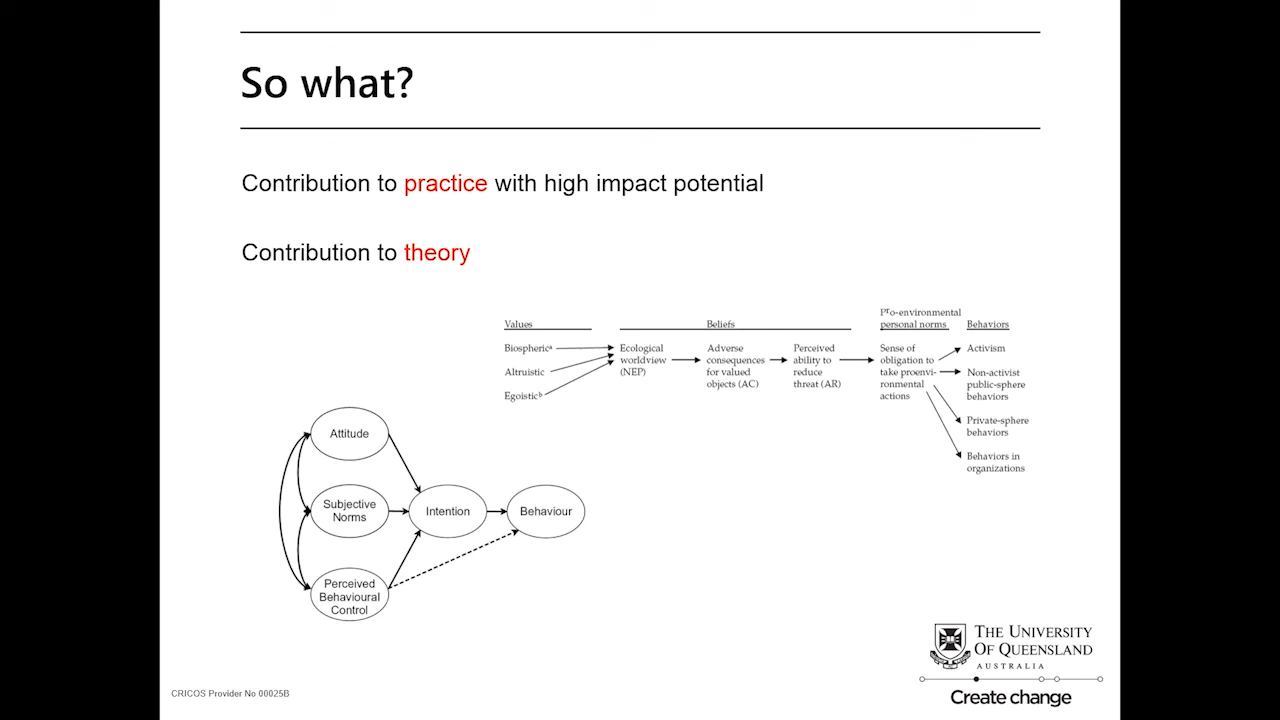 So what?
Contribution to practice with high impact potential
Contribution to theory
Values
Biosphericᵃ
Altruistic
Egoisticᵇ
Beliefs
Ecological
worldview
(NEP)
Adverse
consequences
for valued
objects (AC)
Perceived
ability to
reduce
threat (AR)
Pro-environmental
personal norms
Sense of
obligation to
take proenvi-
ronmental
actions
Behaviors
Activism
Non-activist
public-sphere
behaviors
Private-sphere
behaviors
Behaviors in
organizations
Attitude
Subjective
Norms
Perceived
Behavioural
Control
Intention
Behaviour
THE UNIVERSITY
OF QUEENSLAND
AUSTRALIA
Create change
CRICOS Provider No 00025B